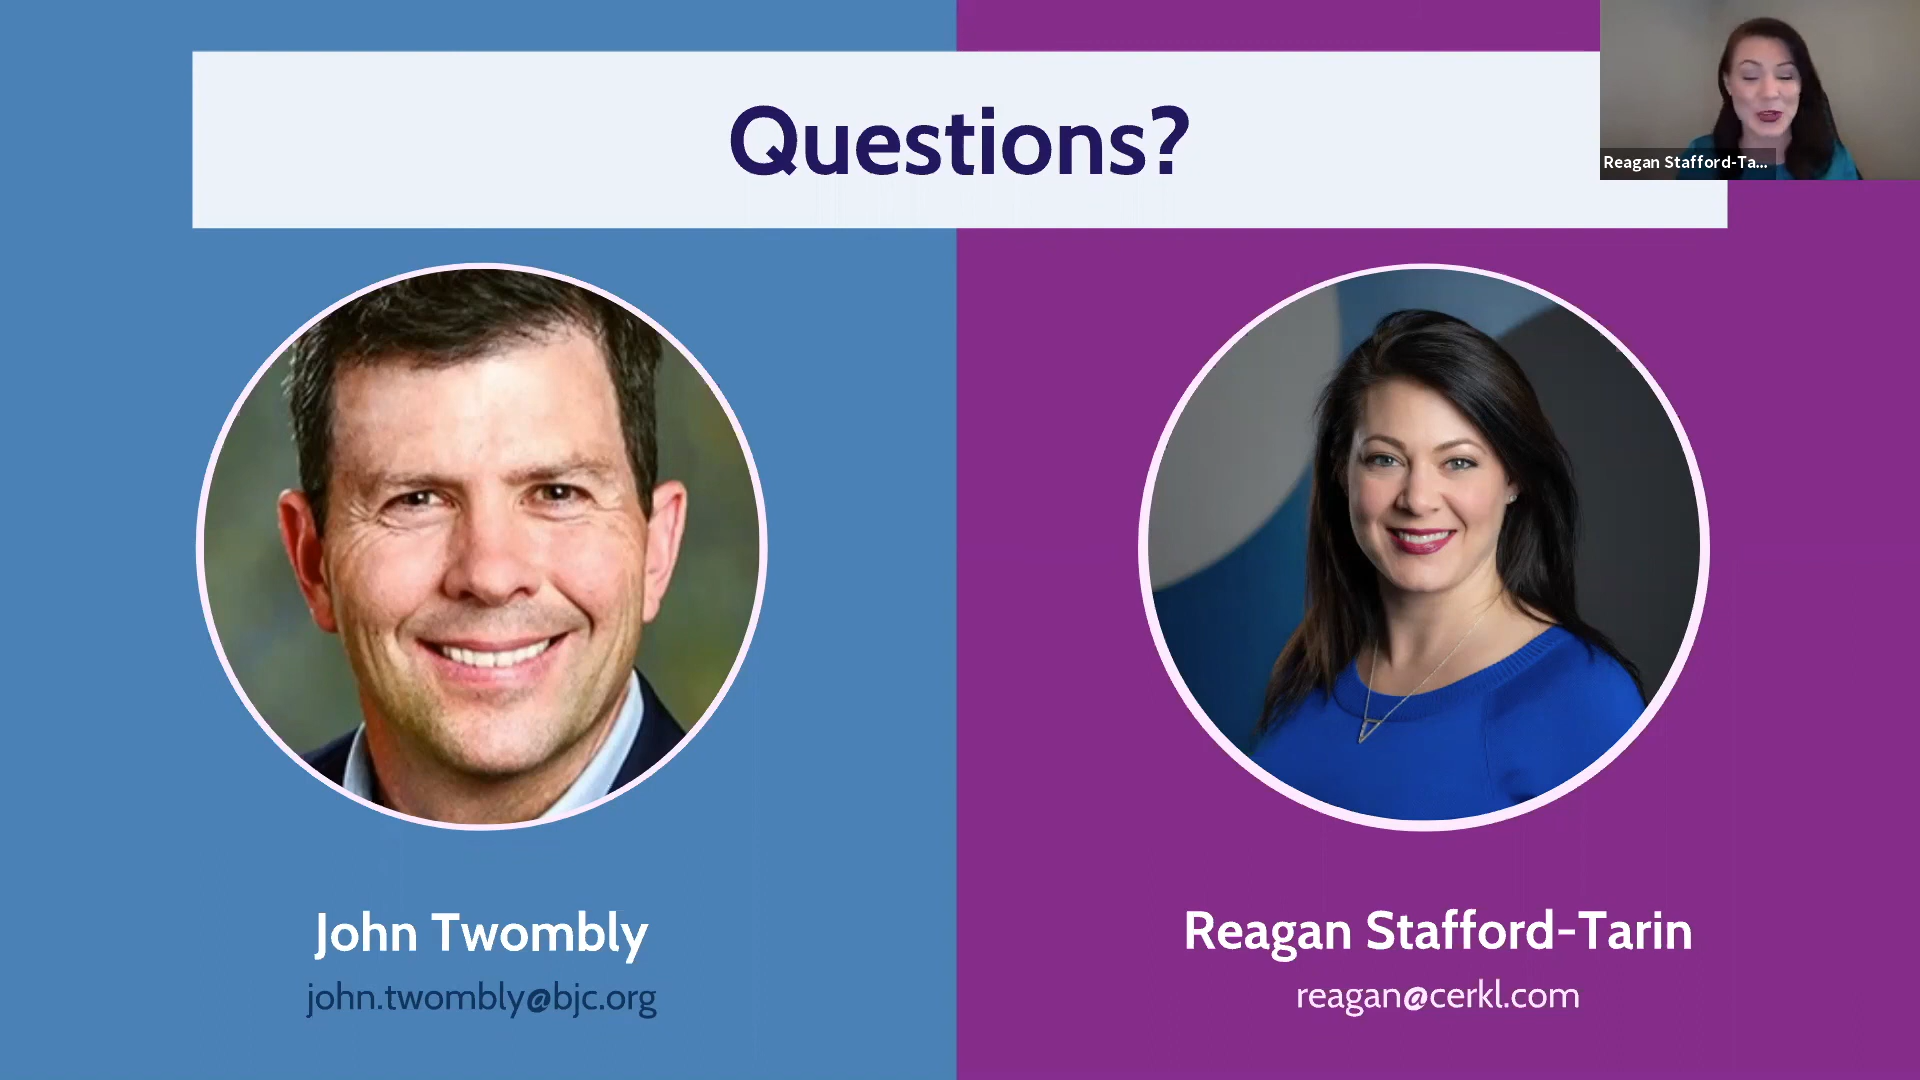 Questions?
Reagan Stafford-Ta...
John Twombly
john.twombly@bjc.org
Reagan Stafford-Tarin
reagan@cerkl.com